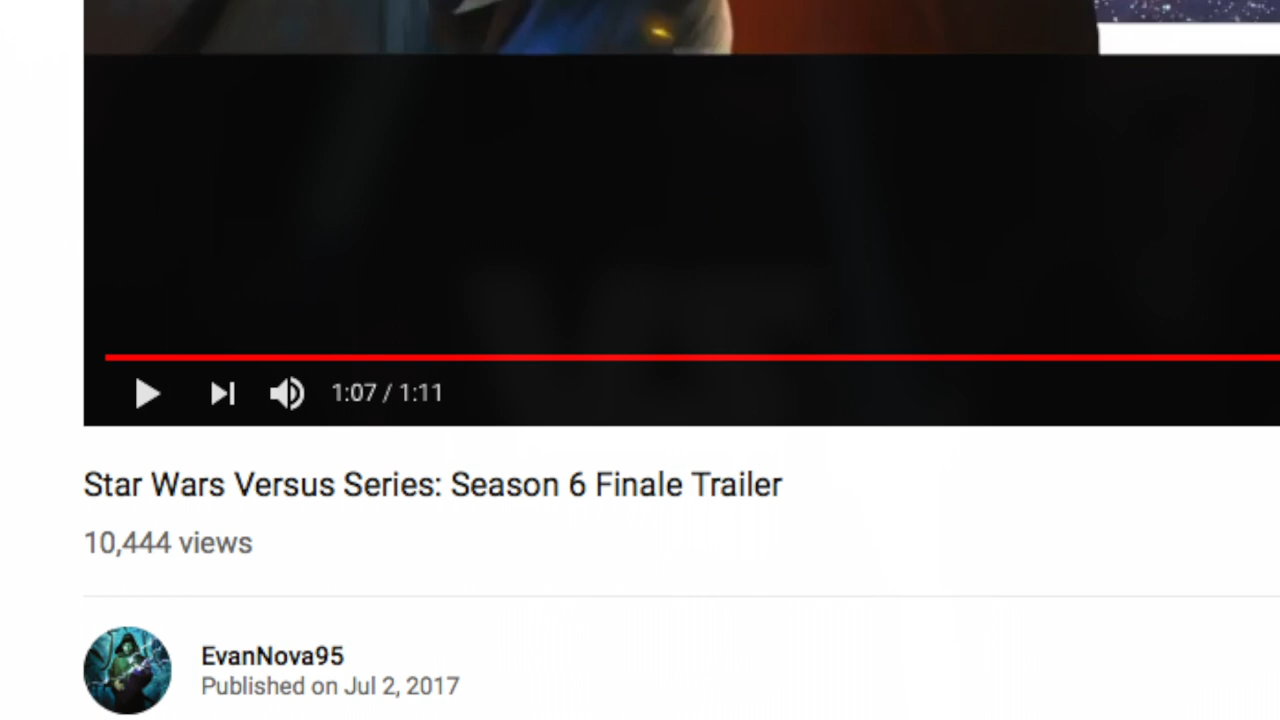 1:07 / 1:11
Star Wars Versus Series: Season 6 Finale Trailer
10,444 views
EvanNova95
Published on Jul 2, 2017